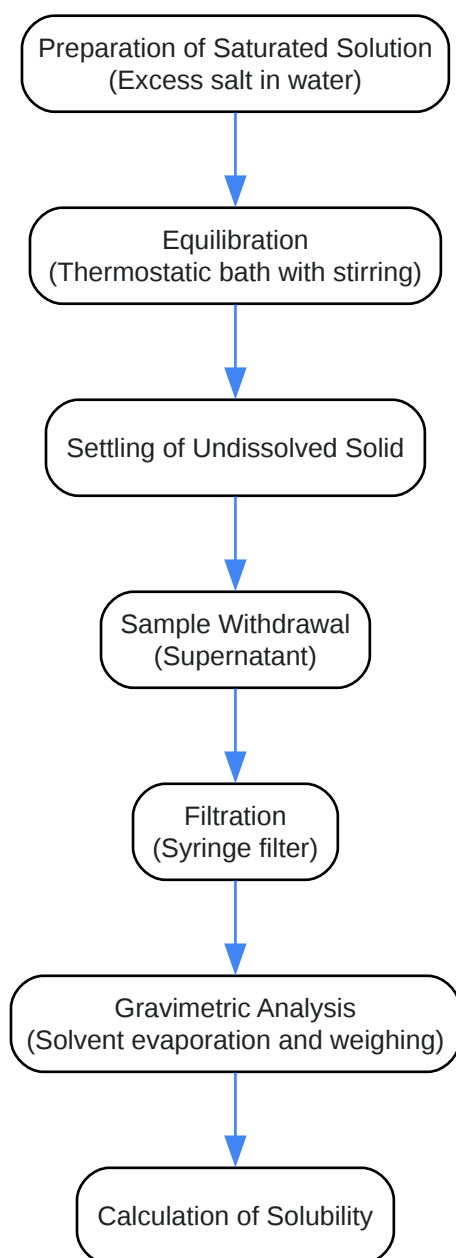 Preparation of Saturated Solution
(Excess salt in water)
Equilibration
(Thermostatic bath with stirring)
Settling of Undissolved Solid
Sample Withdrawal
(Supernatant)
Filtration
(Syringe filter)
Gravimetric Analysis
(Solvent evaporation and weighing)
Calculation of Solubility